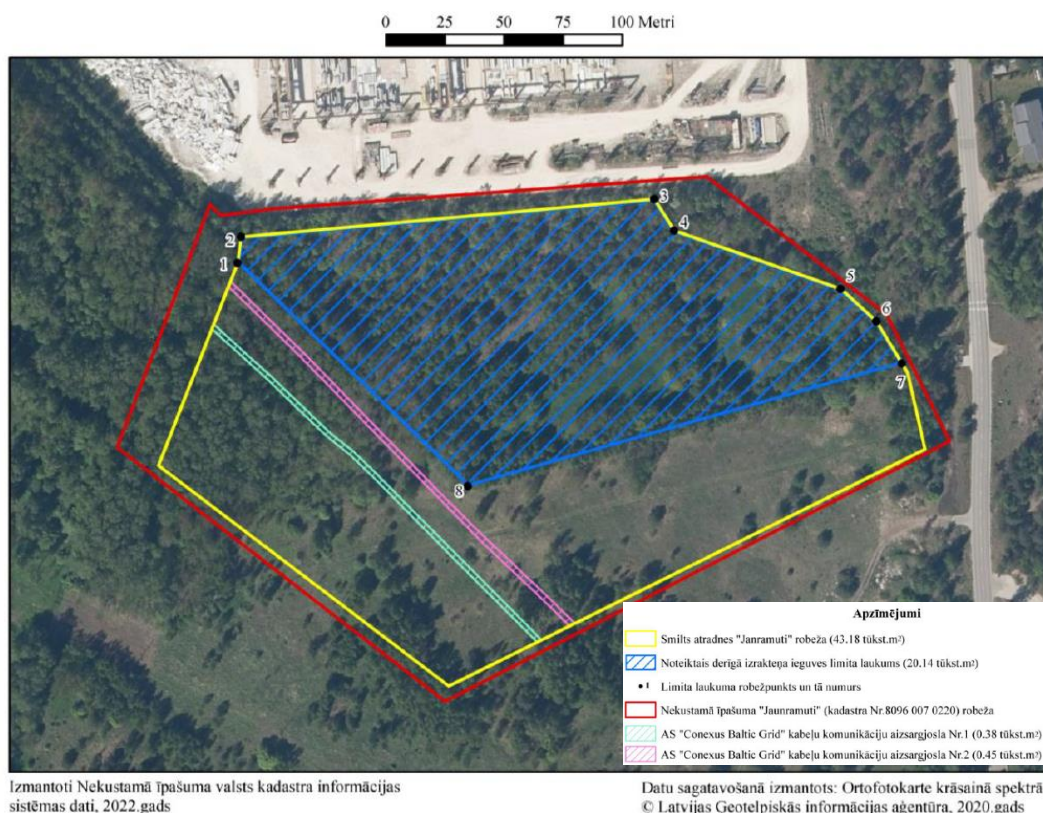 0 25 50 75 100 Metri
2
1
3
4
5
6
7
8
Apzīmējumi
Smilts atradnes "Janramuti" robeža (43.18 tūkst.m²)
Noteiktais derīgā izrakteņa ieguves limita laukums (20.14 tūkst.m²)
1 Limita laukuma robežpunkts un tā numurs
Nekustamā īpašuma "Jaunramuti" (kadastra Nr.8096 007 0220) robeža
AS "Conexus Baltic Grid" kabeļu komunikāciju aizsargjosla Nr.1 (0.38 tūkst.m²)
AS "Conexus Baltic Grid" kabeļu komunikāciju aizsargjosla Nr.2 (0.45 tūkst.m²)
Izmantoti Nekustamā īpašuma valsts kadastra informācijas
sistēmas dati, 2022.gads
Datu sagatavošanā izmantots: Ortofotokarte krāsainā spektrā
© Latvijas Ģeotelpiskās informācijas aģentūra, 2020.gads